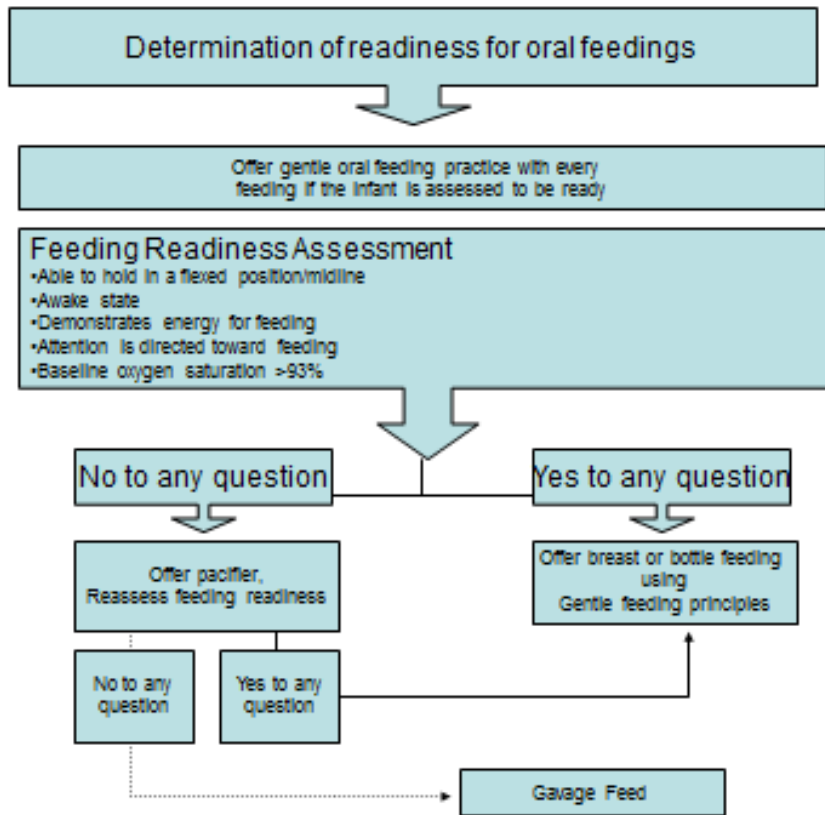 Determination of readiness for oral feedings
Offer gentle oral feeding practice with every
feeding if the infant is assessed to be ready
Feeding Readiness Assessment
•Able to hold in a flexed position/midline
•Awake state
•Demonstrates energy for feeding
•Attention is directed toward feeding
•Baseline oxygen saturation >93%
No to any question
Yes to any question
Offer pacifier,
Reassess feeding readiness
Offer breast or bottle feeding
using
Gentle feeding principles
No to any
question
Yes to any
question
Gavage Feed